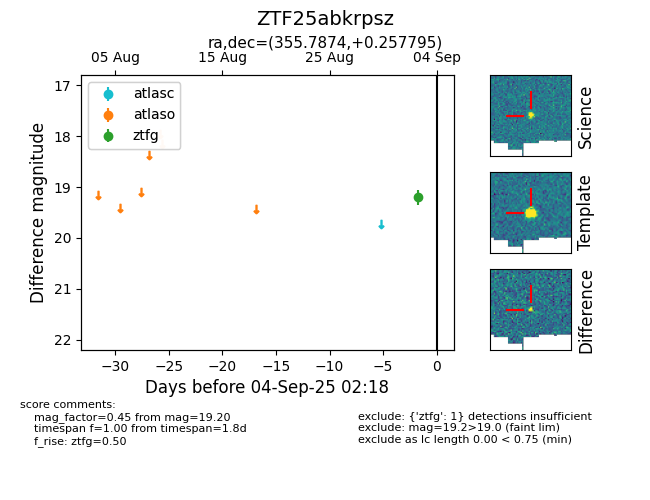 ZTF25abkrpsz
ra,dec=(355.7874,+0.257795)
05 Aug
15 Aug
25 Aug
04 Sep
17
18
19
20
21
22
Difference magnitude
atlasc
atlaso
ztfg
−30
−25
−20
−15
−10
−5
0
Days before 04-Sep-25 02:18
Science
Template
Difference
score comments:
mag_factor=0.45 from mag=19.20
timespan f=1.00 from timespan=1.8d
f_rise: ztfg=0.50
exclude: {'ztfg': 1} detections insufficient
exclude: mag=19.2>19.0 (faint lim)
exclude as lc length 0.00 < 0.75 (min)